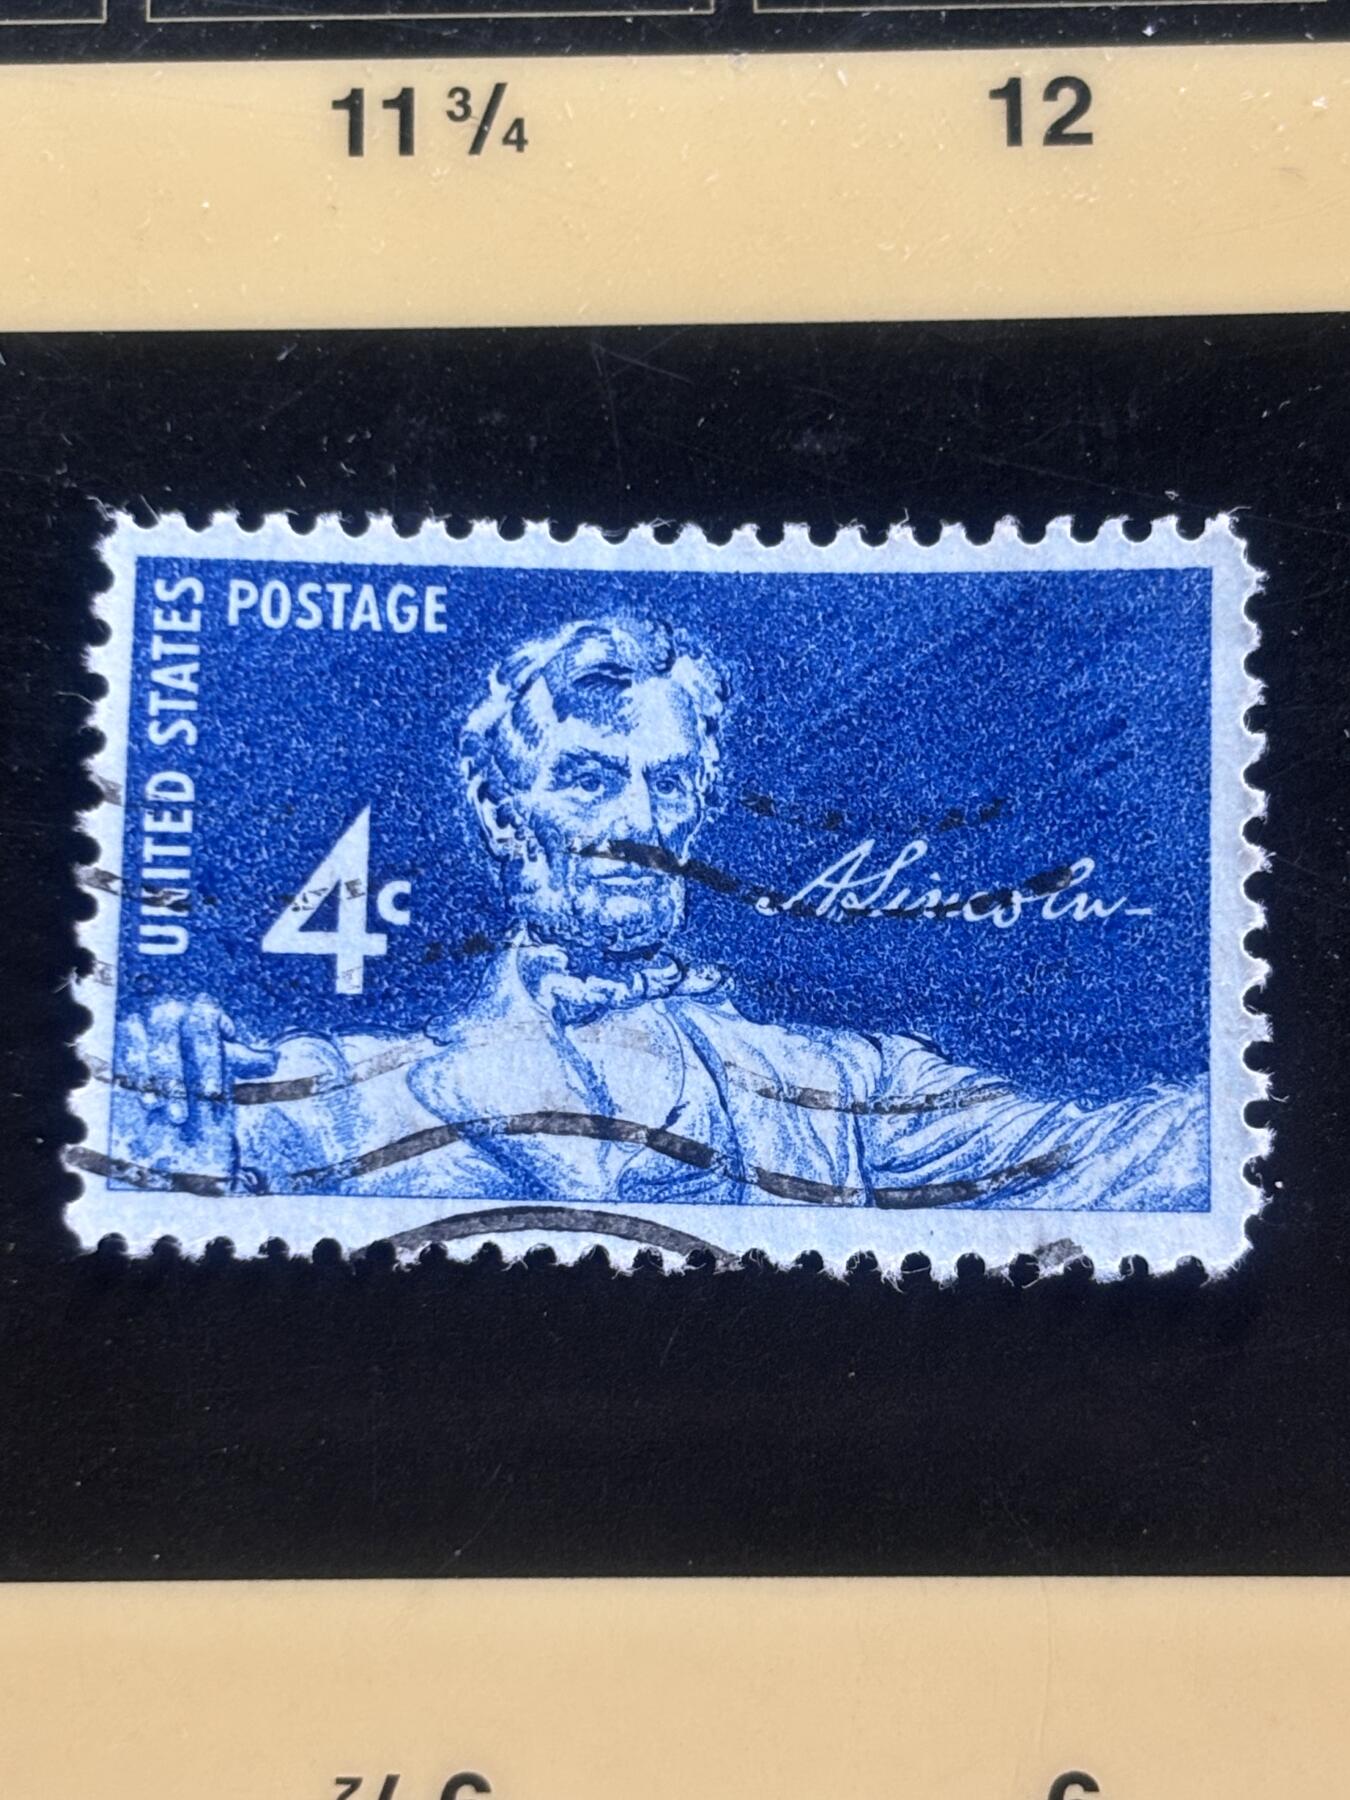 11 3/4
12
UNITED STATES
POSTAGE
4c
A. Lincoln